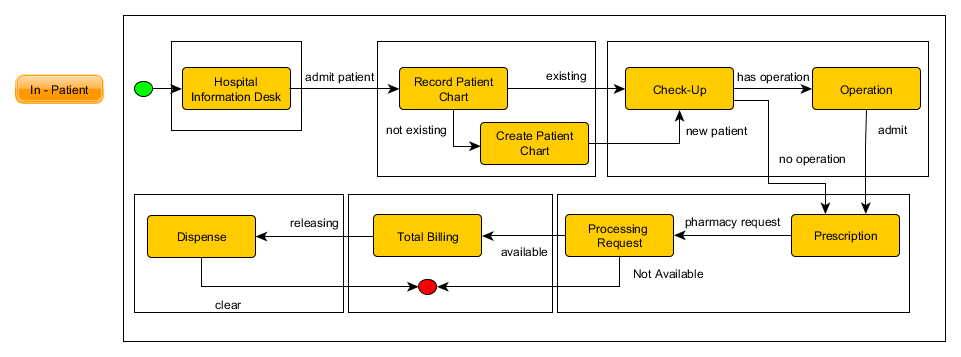 In - Patient
Hospital
Information Desk
admit patient
Record Patient
Chart
existing
not existing
Create Patient
Chart
new patient
Check-Up
has operation
Operation
no operation
admit
Prescription
pharmacy request
Processing
Request
available
Not Available
Total Billing
releasing
Dispense
clear